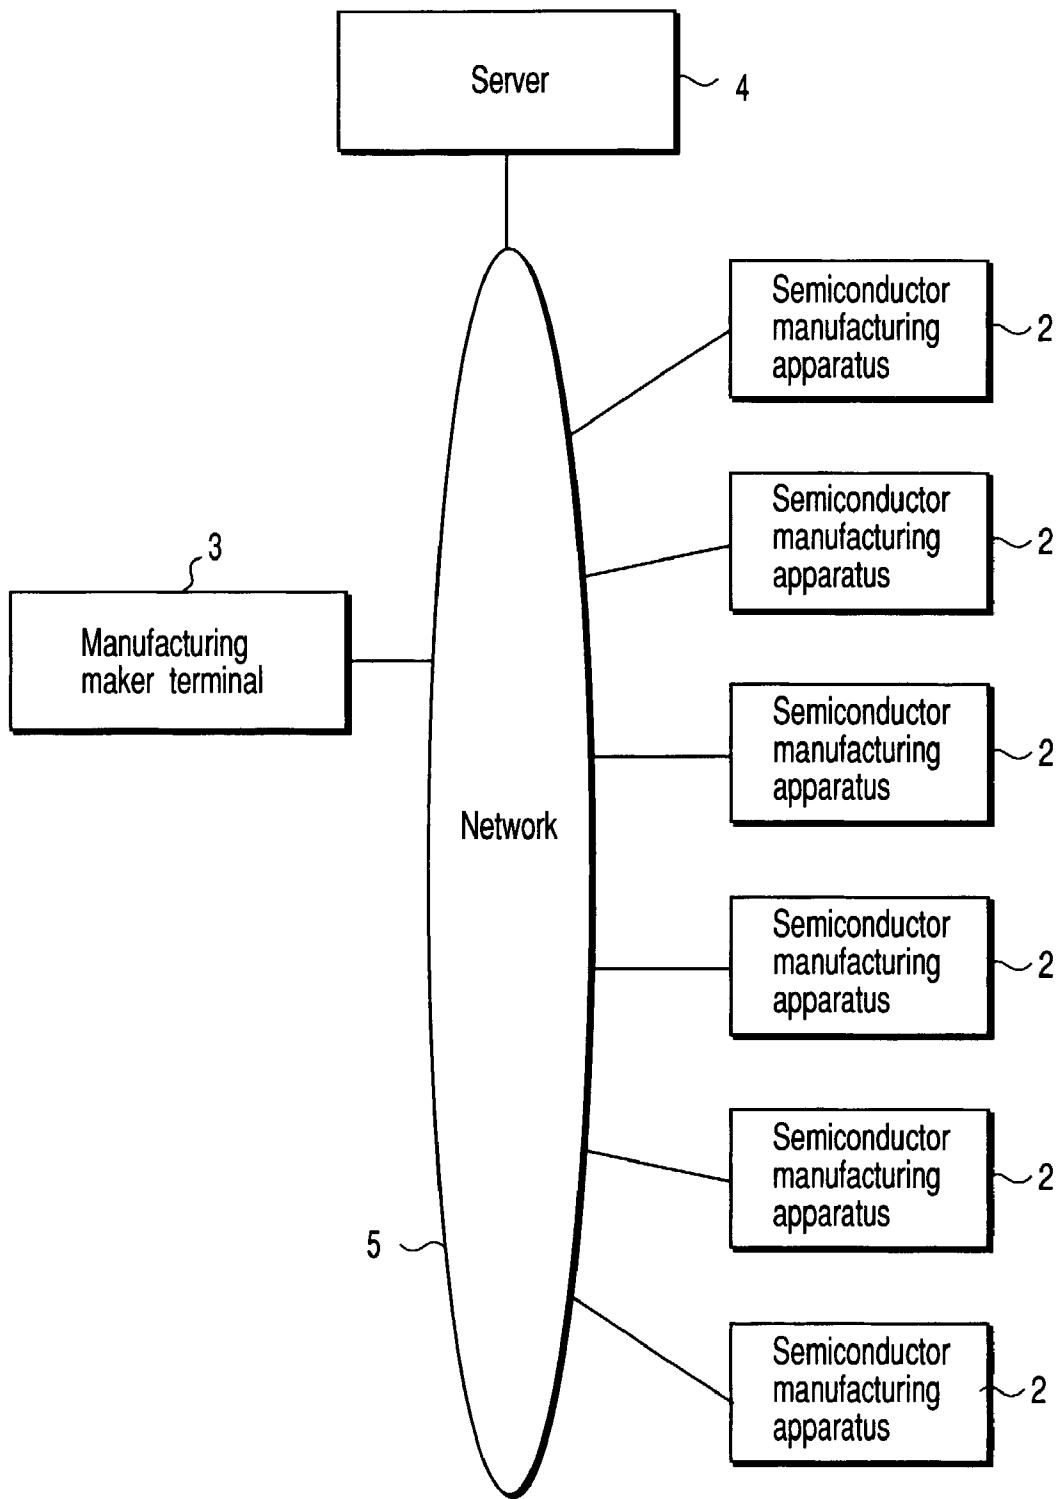 Server
4
Semiconductor
manufacturing
apparatus
2
Semiconductor
manufacturing
apparatus
2
3
Manufacturing
maker terminal
Semiconductor
manufacturing
apparatus
2
Network
Semiconductor
manufacturing
apparatus
2
Semiconductor
manufacturing
apparatus
2
5
Semiconductor
manufacturing
apparatus
2